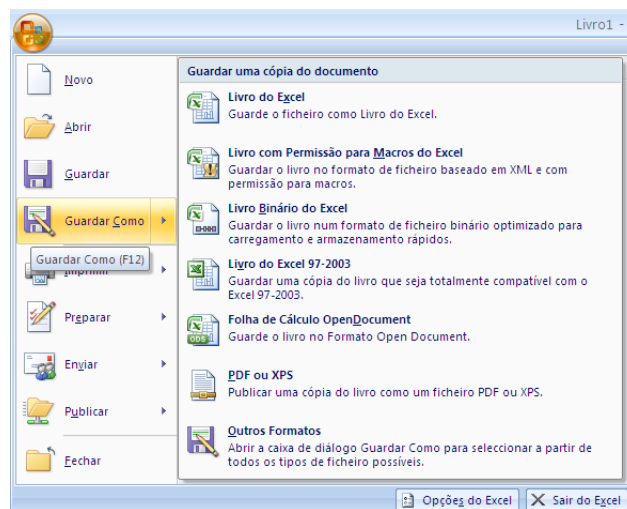 Livro1 -
Novo
Abrir
Guardar
Guardar Como
Guardar Como (F12)
Imprimir
Preparar
Enviar
Publicar
Fechar
Guardar uma cópia do documento
Livro do Excel
Guarde o ficheiro como Livro do Excel.
Livro com Permissão para Macros do Excel
Guardar o livro no formato de ficheiro baseado em XML e com
permissão para macros.
Livro Binário do Excel
Guardar o livro num formato de ficheiro binário optimizado para
carregamento e armazenamento rápidos.
Livro do Excel 97-2003
Guardar uma cópia do livro que seja totalmente compatível com o
Excel 97-2003.
Folha de Cálculo OpenDocument
Guarde o livro no Formato Open Document.
ODS
PDF ou XPS
Publicar uma cópia do livro como um ficheiro PDF ou XPS.
Outros Formatos
Abrir a caixa de diálogo Guardar Como para seleccionar a partir de
todos os tipos de ficheiro possíveis.
Opções do Excel
Sair do Excel